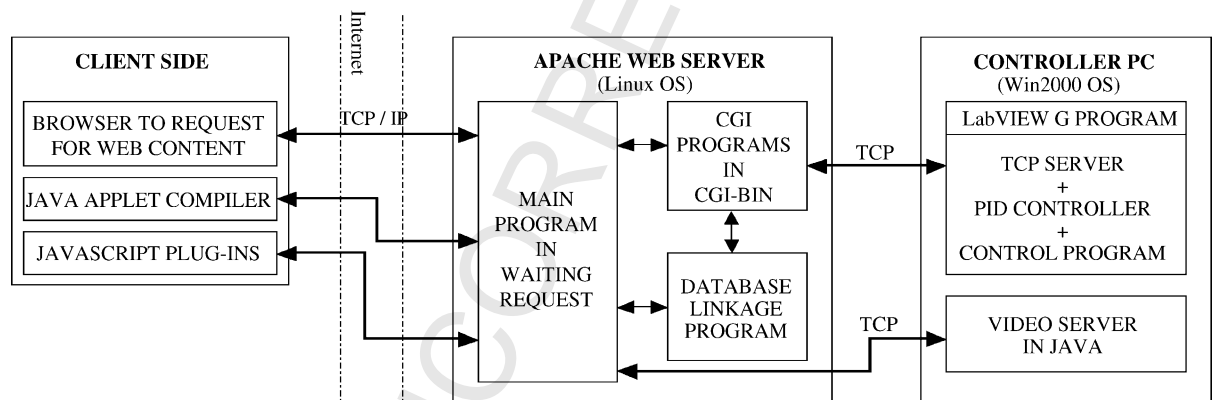 Internet
CLIENT SIDE
BROWSER TO REQUEST
FOR WEB CONTENT
JAVA APPLET COMPILER
JAVASCRIPT PLUG-INS
TCP / IP
APACHE WEB SERVER
(Linux OS)
MAIN
PROGRAM
IN
WAITING
REQUEST
CGI
PROGRAMS
IN
CGI-BIN
DATABASE
LINKAGE
PROGRAM
TCP
TCP
CONTROLLER PC
(Win2000 OS)
LabVIEW G PROGRAM
TCP SERVER
+
PID CONTROLLER
+
CONTROL PROGRAM
VIDEO SERVER
IN JAVA